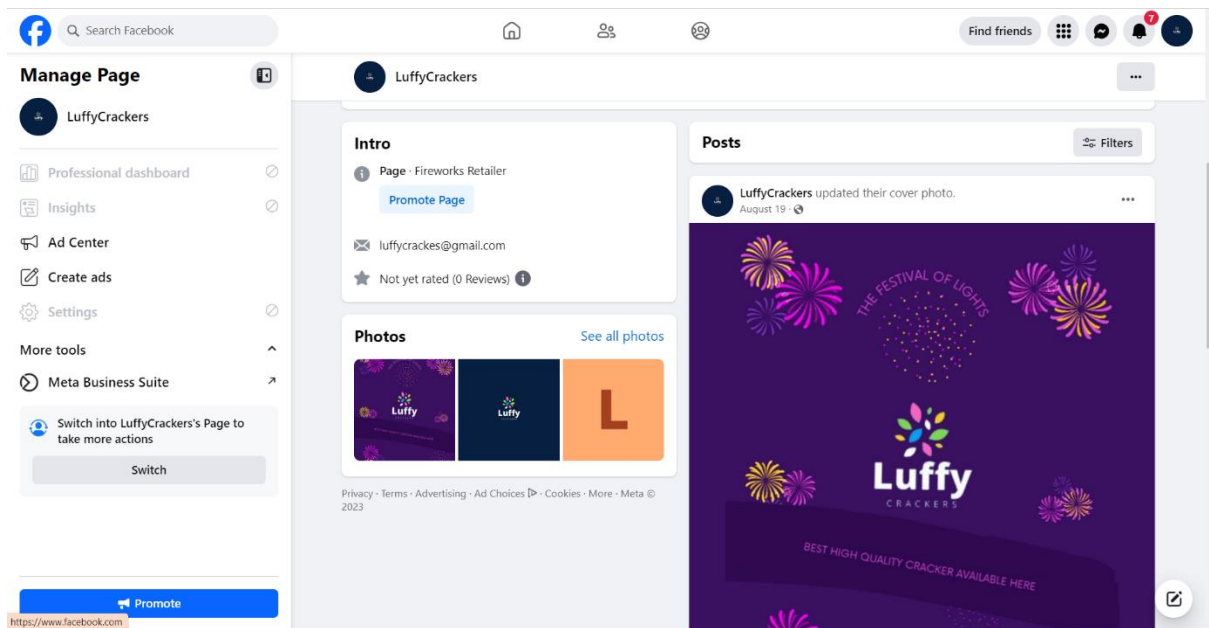 Search Facebook
Find friends
7
Manage Page
LuffyCrackers
Professional dashboard
Insights
Ad Center
Create ads
Settings
More tools
Meta Business Suite
Switch into LuffyCrackers's Page to
take more actions
Switch
Promote
https://www.facebook.com
LuffyCrackers
Intro
Page · Fireworks Retailer
Promote Page
luffycrackes@gmail.com
Not yet rated (0 Reviews)
Photos
See all photos
Luffy
Luffy
L
Privacy · Terms · Advertising · Ad Choices · Cookies · More · Meta ©
2023
Posts
Filters
LuffyCrackers updated their cover photo.
August 19 ·
THE FESTIVAL OF LIGHTS
Luffy
CRACKERS
BEST HIGH QUALITY CRACKER AVAILABLE HERE